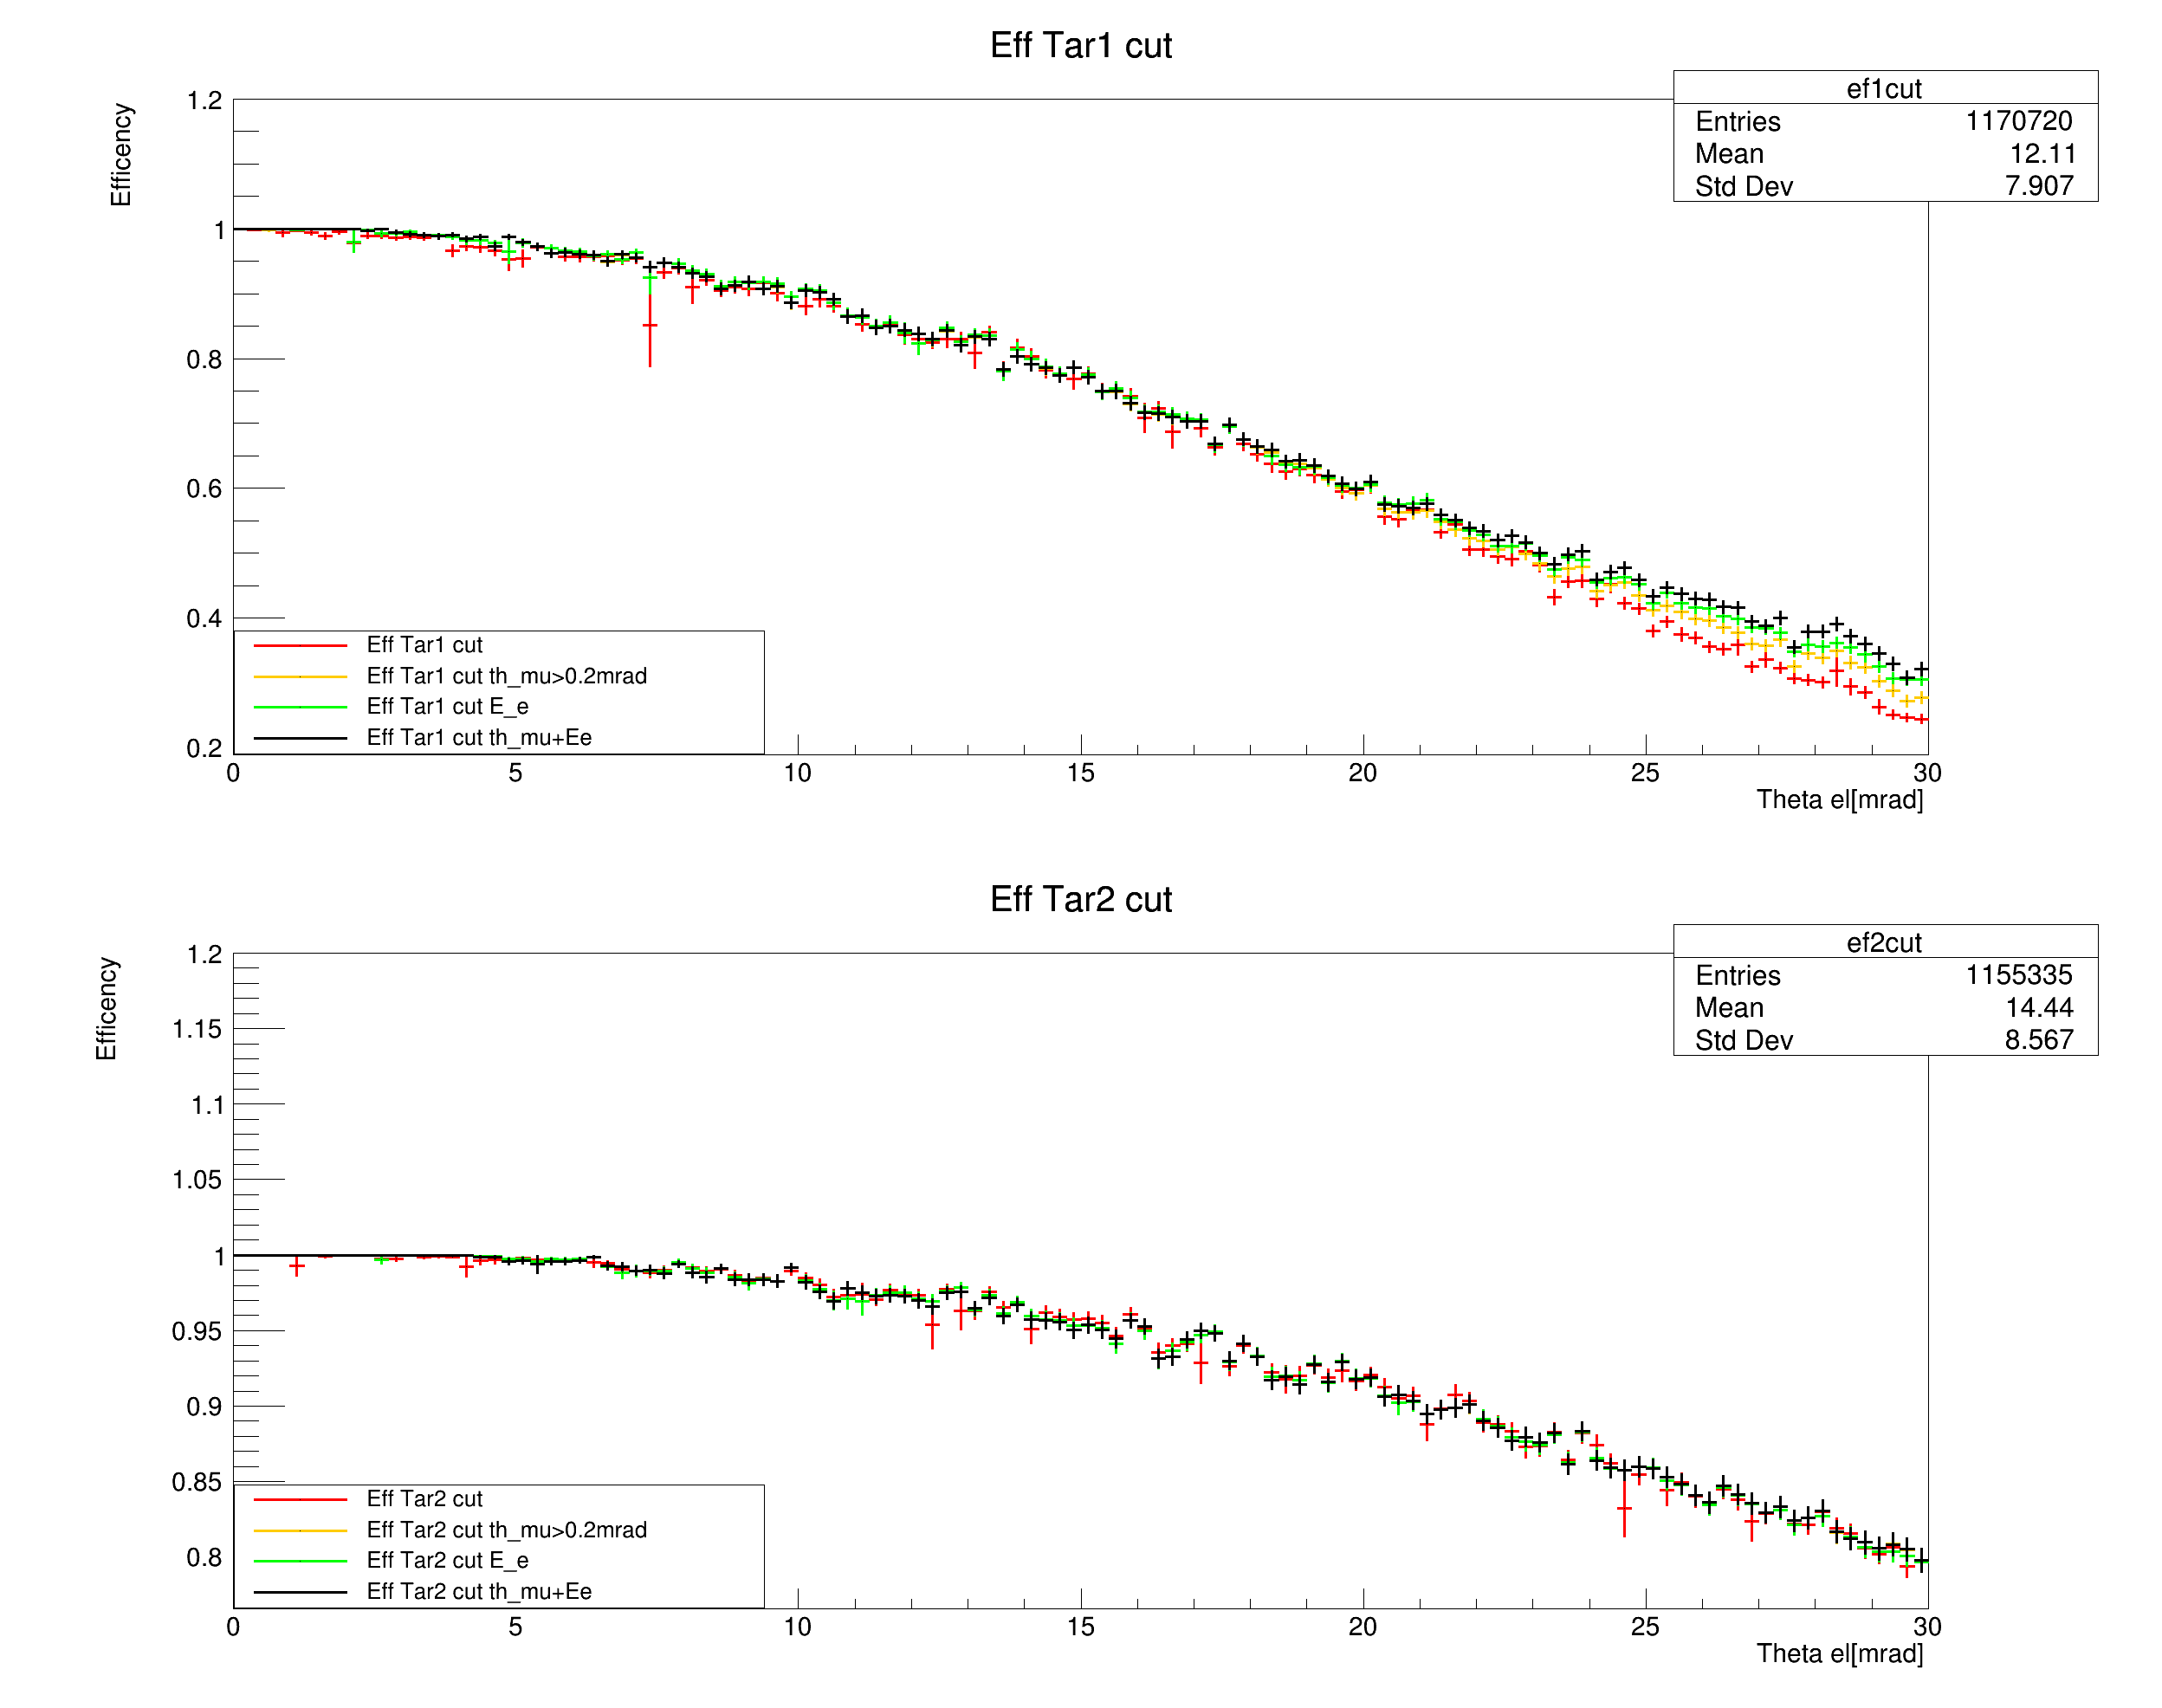 Eff Tar1 cut
ef1cut
Entries 1170720
Mean 12.11
Std Dev 7.907
Efficency
1.2
1
0.8
0.6
0.4
0.2
Eff Tar1 cut
Eff Tar1 cut th_mu>0.2mrad
Eff Tar1 cut E_e
Eff Tar1 cut th_mu+Ee
0 5 10 15 20 25 30
Theta el[mrad]
Eff Tar2 cut
ef2cut
Entries 1155335
Mean 14.44
Std Dev 8.567
Efficency
1.2
1.15
1.1
1.05
1
0.95
0.9
0.85
0.8
Eff Tar2 cut
Eff Tar2 cut th_mu>0.2mrad
Eff Tar2 cut E_e
Eff Tar2 cut th_mu+Ee
0 5 10 15 20 25 30
Theta el[mrad]